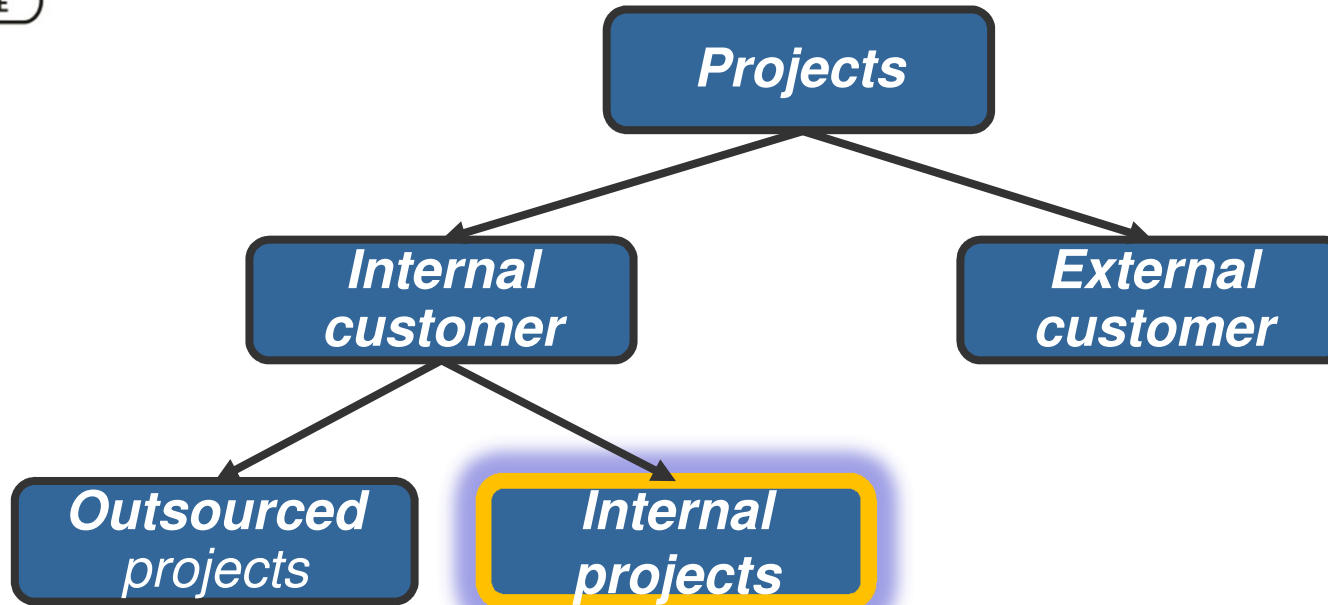 E
Projects
Internal
customer
External
customer
Outsourced
projects
Internal
projects